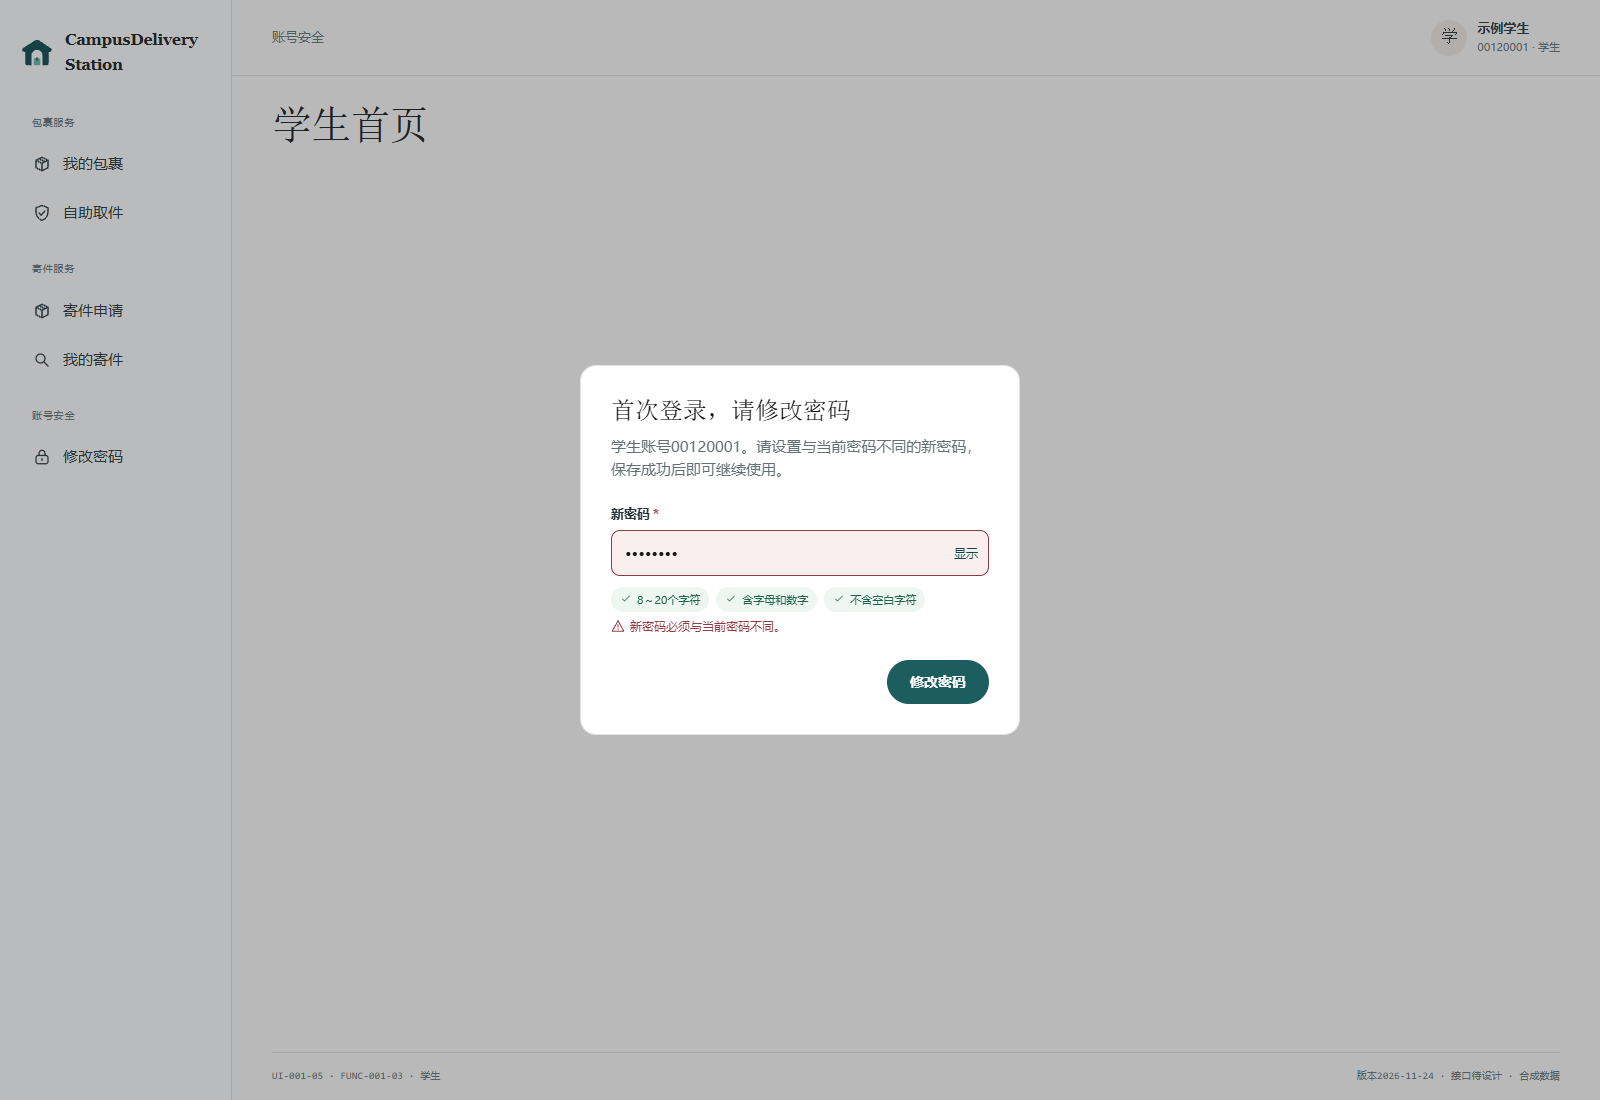 CampusDelivery
Station
包裹服务
我的包裹
自助取件
寄件服务
寄件申请
我的寄件
账号安全
修改密码
账号安全
学
示例学生
00120001 · 学生
学生首页
首次登录，请修改密码
学生账号00120001。请设置与当前密码不同的新密码，
保存成功后即可继续使用。
新密码 *
••••••••
显示
8～20个字符
含字母和数字
不含空白字符
新密码必须与当前密码不同。
修改密码
UI-001-05 · FUNC-001-03 · 学生
版本2026-11-24 · 接口待设计 · 合成数据